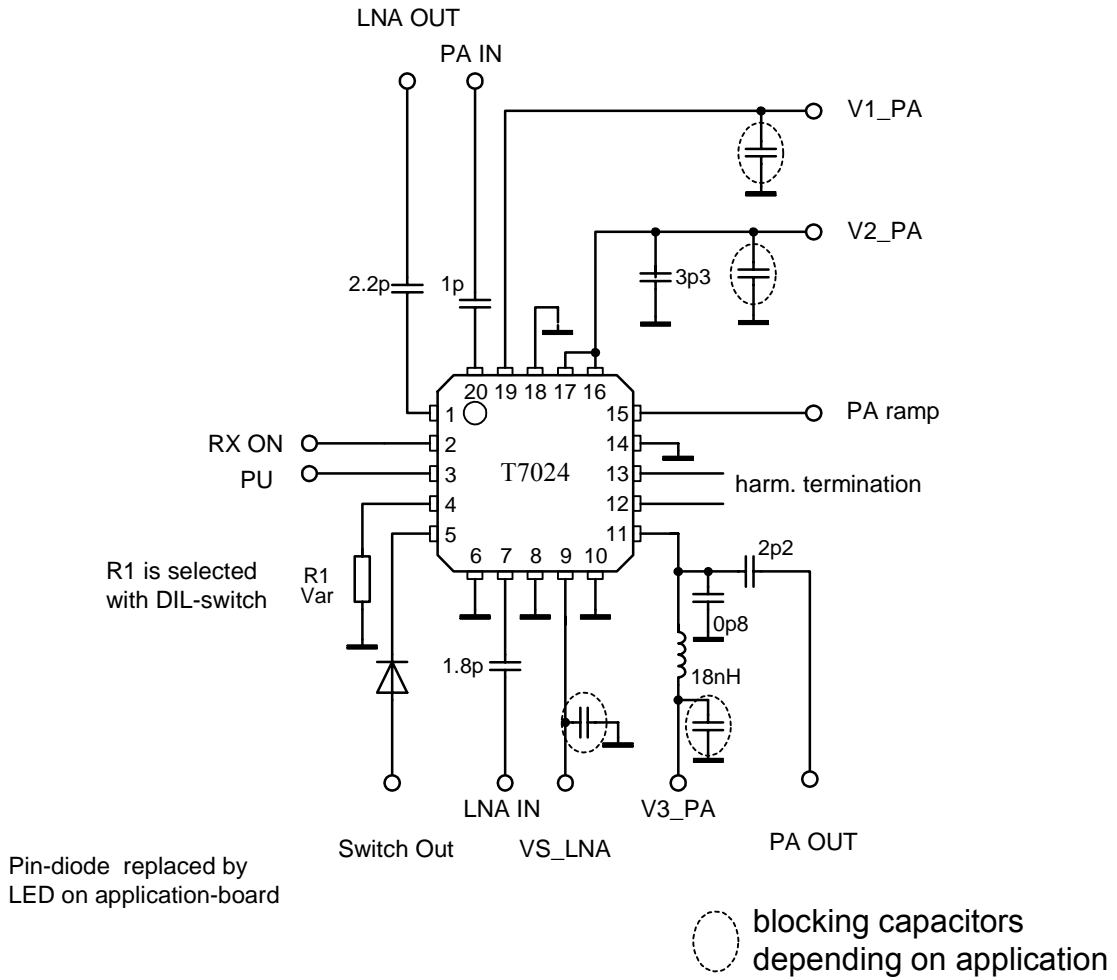 LNA OUT
PA IN
V1_PA
V2_PA
2.2p
1p
3p3
20 19 18 17 16
1
2
3
4
5
15
14
13
12
11
RX ON
PU
T7024
PA ramp
harm. termination
6 7 8 9 10
R1 is selected
with DIL-switch
R1
Var
2p2
0p8
18nH
1.8p
LNA IN
V3_PA
Switch Out
VS_LNA
PA OUT
Pin-diode replaced by
LED on application-board
blocking capacitors
depending on application